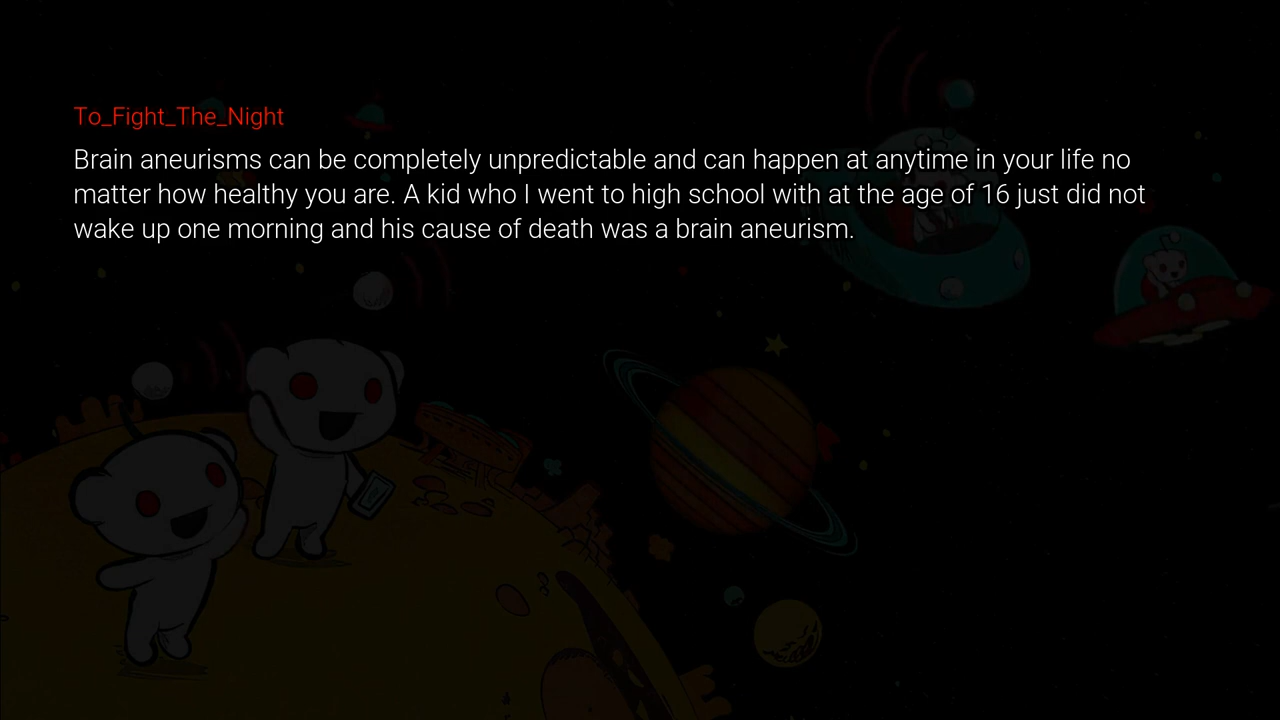 To_Fight_The_Night
Brain aneurisms can be completely unpredictable and can happen at anytime in your life no
matter how healthy you are. A kid who I went to high school with at the age of 16 just did not
wake up one morning and his cause of death was a brain aneurism.